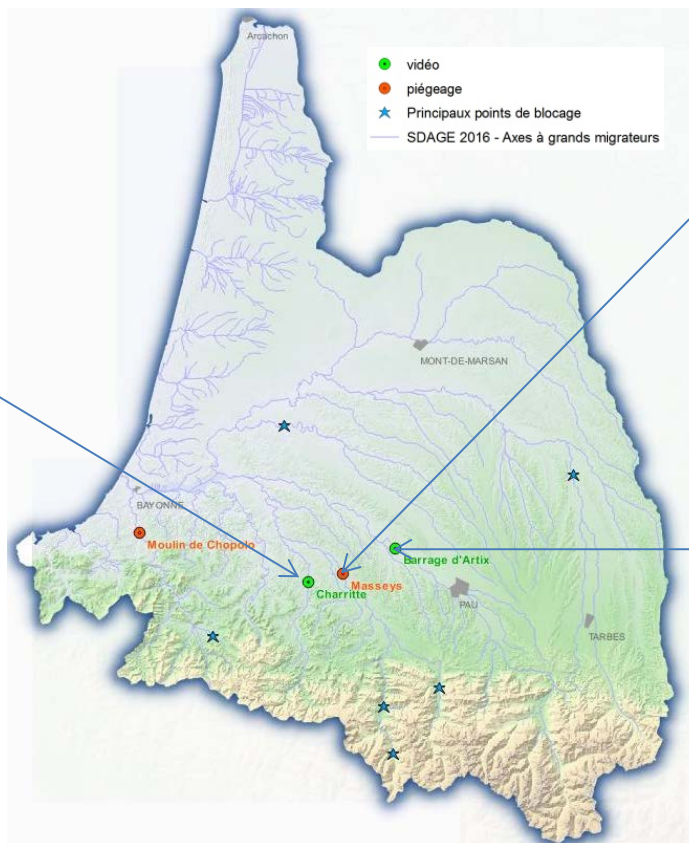 Arcachon
vidéo
piégeage
Principaux points de blocage
SDAGE 2016 - Axes à grands migrateurs
MONT-DE-MARSAN
BAYONNE
Moulin de Chopolo
Barrage d'Artix
Masseys
Charritte
PAU
TARBES